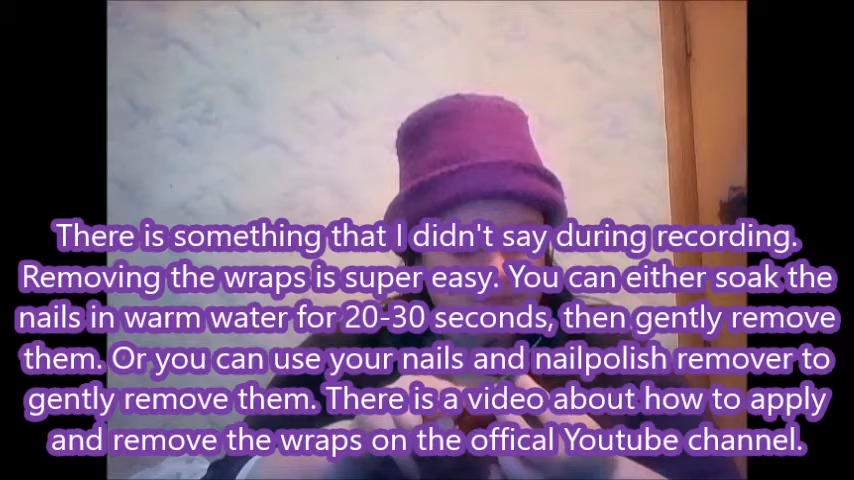 There is something that I didn't say during recording.
Removing the wraps is super easy. You can either soak the
nails in warm water for 20-30 seconds, then gently remove
them. Or you can use your nails and nailpolish remover to
gently remove them. There is a video about how to apply
and remove the wraps on the offical Youtube channel.